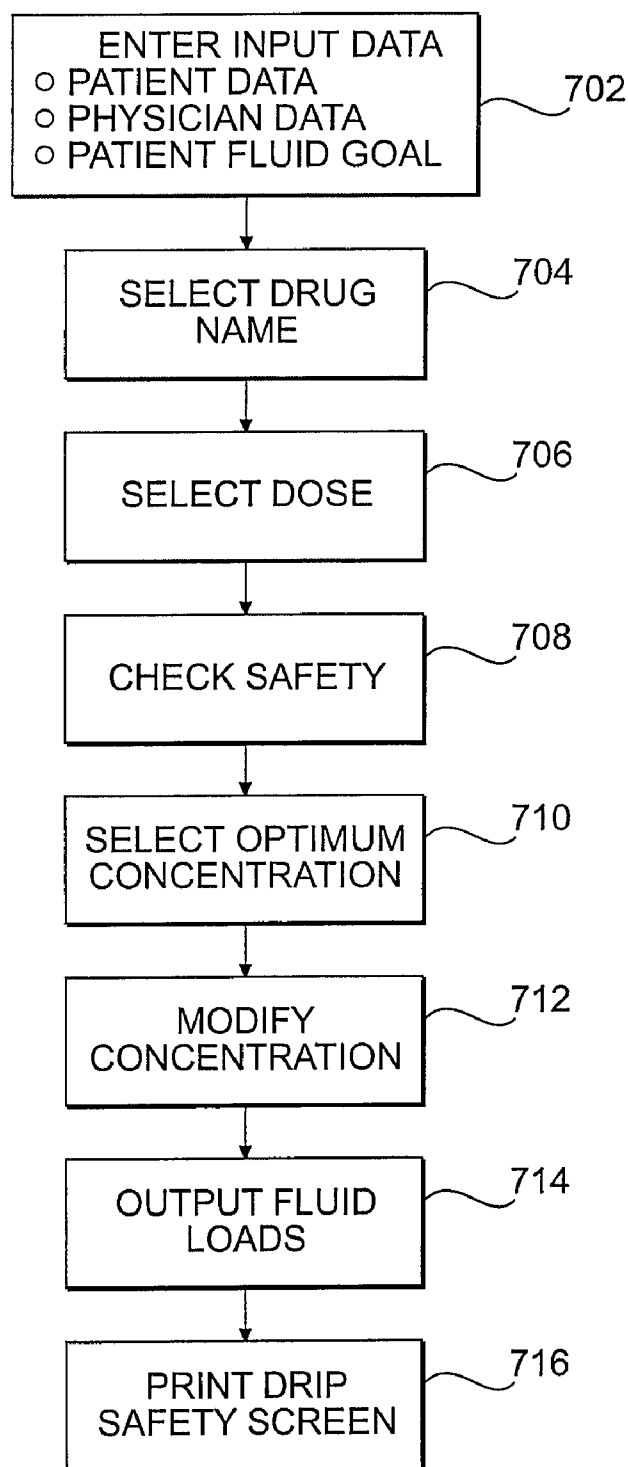 ENTER INPUT DATA
○ PATIENT DATA
○ PHYSICIAN DATA
○ PATIENT FLUID GOAL
702
SELECT DRUG
NAME
704
SELECT DOSE
706
CHECK SAFETY
708
SELECT OPTIMUM
CONCENTRATION
710
MODIFY
CONCENTRATION
712
OUTPUT FLUID
LOADS
714
PRINT DRIP
SAFETY SCREEN
716